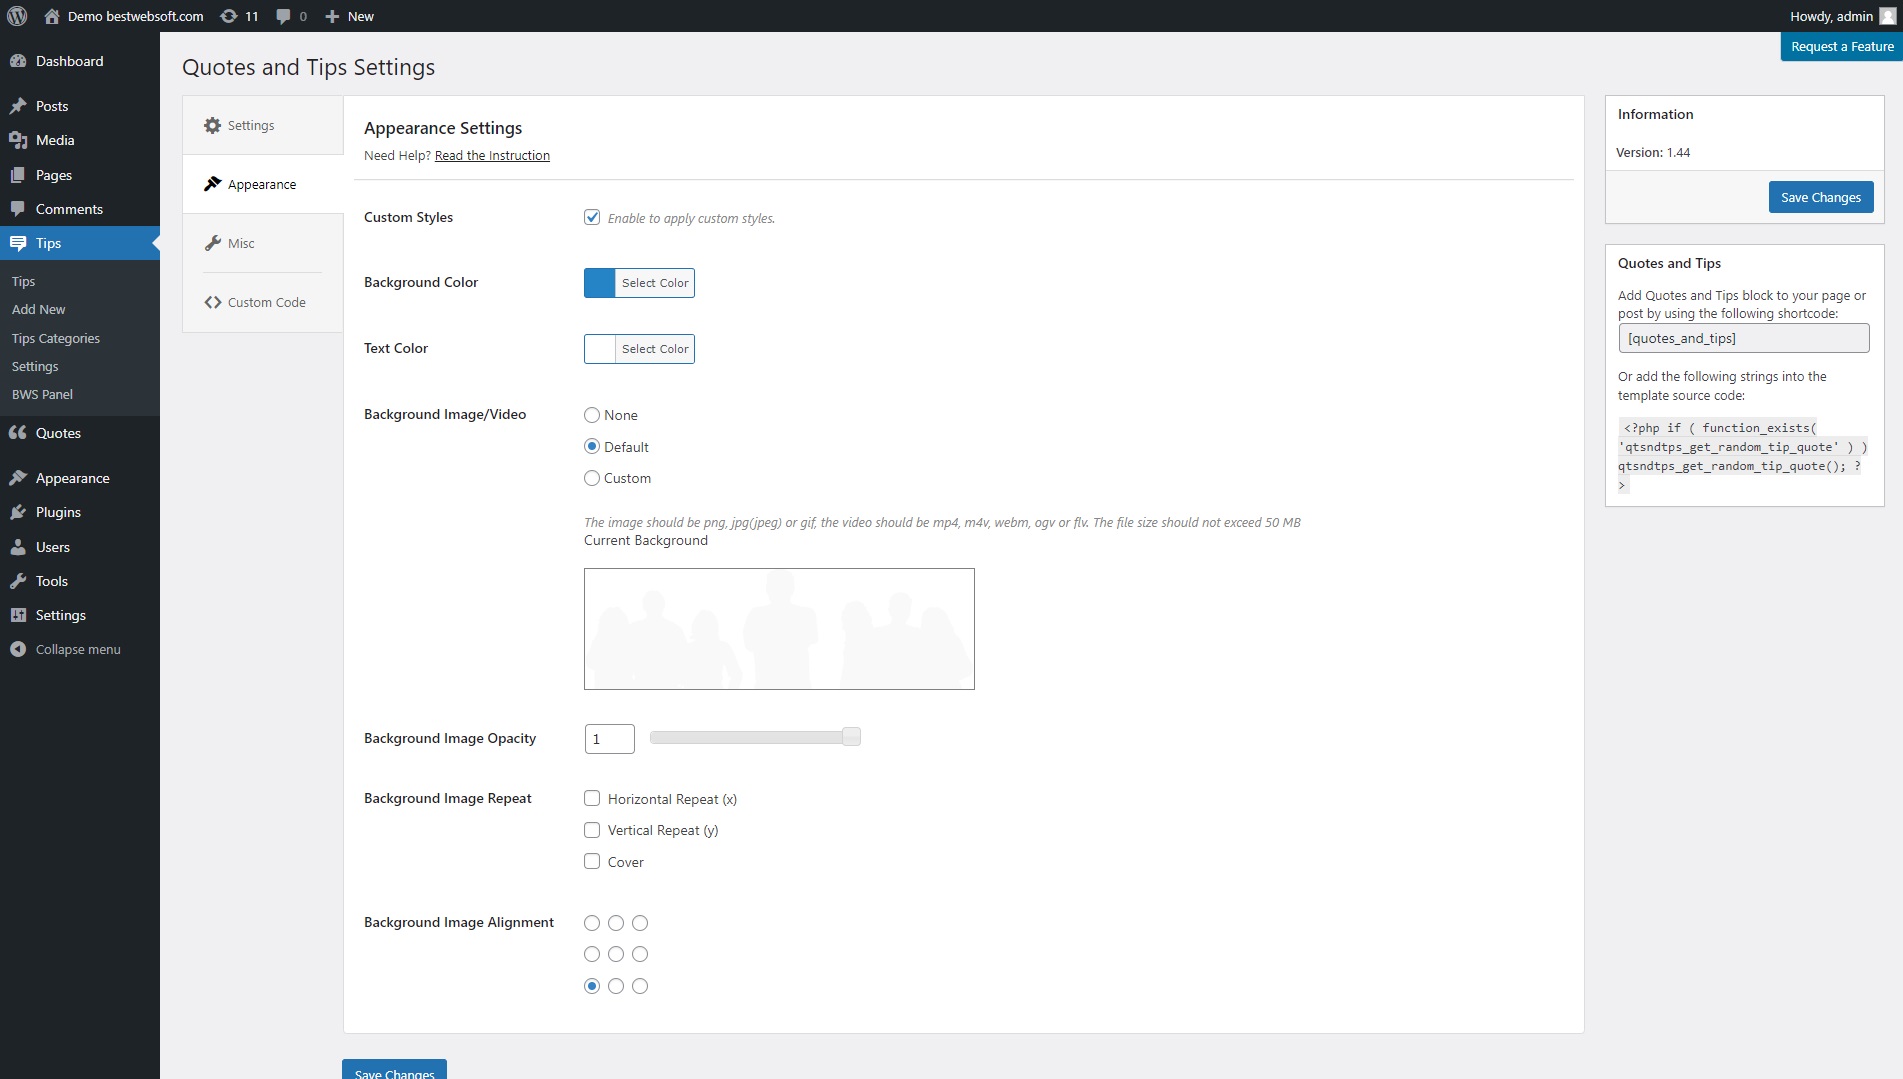 Demo bestwebsoft.com 11 0 New Howdy, admin
Request a Feature
Dashboard
Posts
Media
Pages
Comments
Tips
Tips
Add New
Tips Categories
Settings
BWS Panel
Quotes
Appearance
Plugins
Users
Tools
Settings
Collapse menu
Quotes and Tips Settings
Settings
Appearance
Misc
Custom Code
Appearance Settings
Need Help? Read the Instruction
Custom Styles Enable to apply custom styles.
Background Color Select Color
Text Color Select Color
Background Image/Video None
Default
Custom
The image should be png, jpg(jpeg) or gif, the video should be mp4, m4v, webm, ogv or flv. The file size should not exceed 50 MB
Current Background
Background Image Opacity 1
Background Image Repeat Horizontal Repeat (x)
Vertical Repeat (y)
Cover
Background Image Alignment
Save Changes
Information
Version: 1.44
Save Changes
Quotes and Tips
Add Quotes and Tips block to your page or
post by using the following shortcode:
[quotes_and_tips]
Or add the following strings into the
template source code:
<?php if ( function_exists(
'qtsndtps_get_random_tip_quote' ) )
qtsndtps_get_random_tip_quote(); ?
>